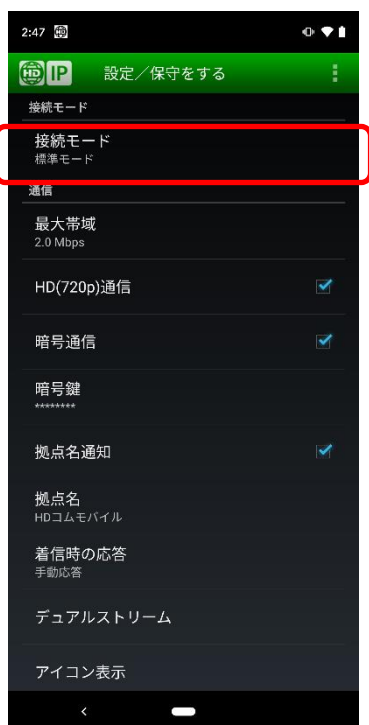 2:47
HD IP 設定／保守をする
接続モード
接続モード
標準モード
通信
最大帯域
2.0 Mbps
HD(720p)通信
暗号通信
暗号鍵
********
拠点名通知
拠点名
HDコムモバイル
着信時の応答
手動応答
デュアルストリーム
アイコン表示